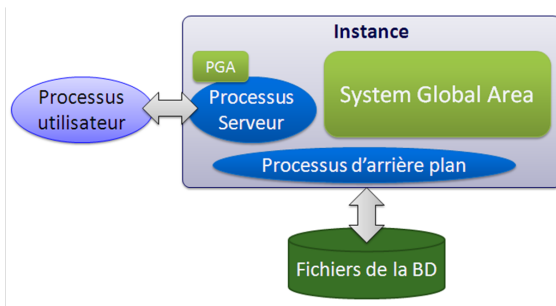 Instance
PGA
Processus
utilisateur
Processus
Serveur
System Global Area
Processus d'arrière plan
Fichiers de la BD